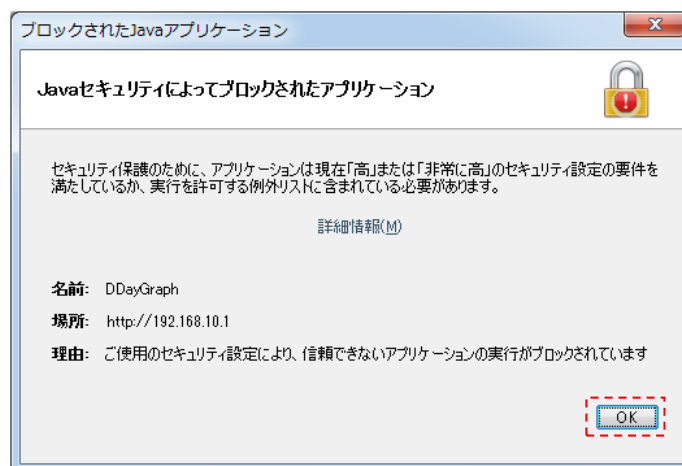 ブロックされたJavaアプリケーション
Javaセキュリティによってブロックされたアプリケーション
セキュリティ保護のために、アプリケーションは現在「高」または「非常に高」のセキュリティ設定の要件を
満たしているか、実行を許可する例外リストに含まれている必要があります。
詳細情報(M)
名前: DDayGraph
場所: http://192.168.10.1
理由: ご使用のセキュリティ設定により、信頼できないアプリケーションの実行がブロックされています
OK